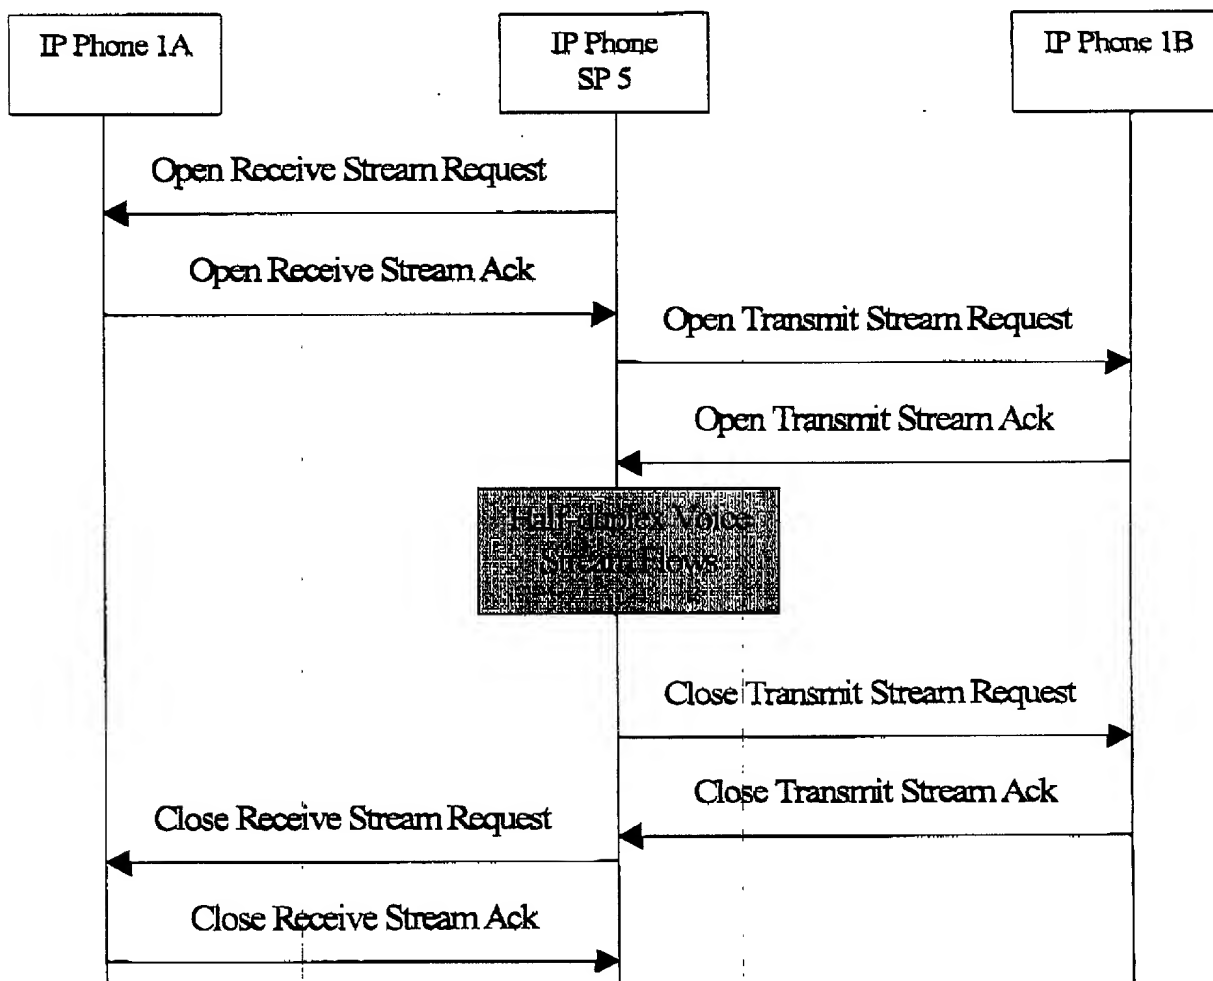 IP Phone 1A
IP Phone
SP 5
IP Phone 1B
Open Receive Stream Request
Open Receive Stream Ack
Open Transmit Stream Request
Open Transmit Stream Ack
Half-duplex Voice
Stream Flows
Close Transmit Stream Request
Close Transmit Stream Ack
Close Receive Stream Request
Close Receive Stream Ack